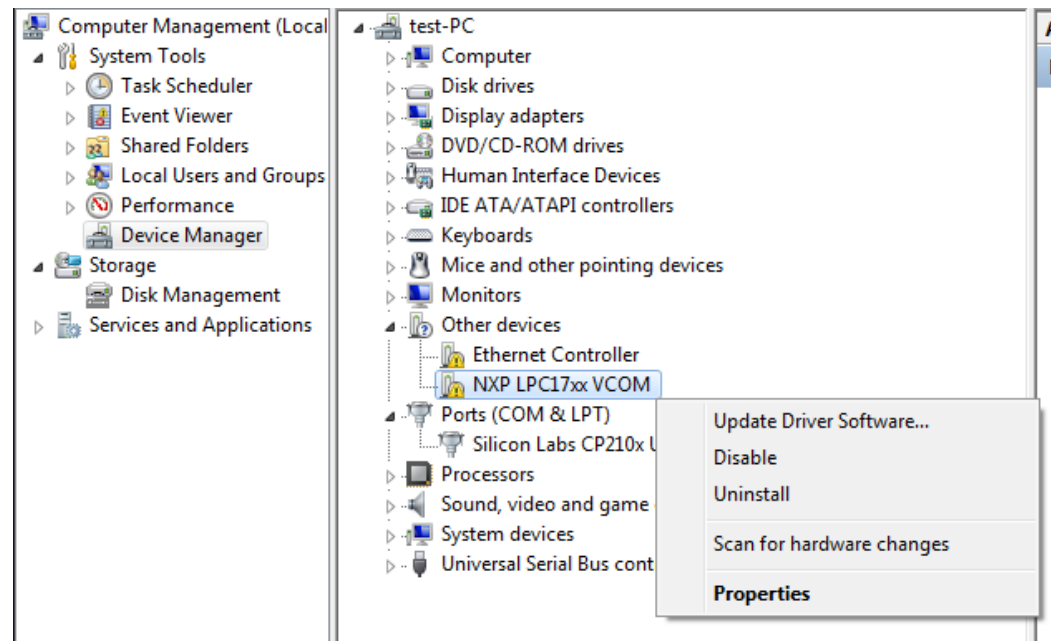 Computer Management (Local
System Tools
Task Scheduler
Event Viewer
Shared Folders
Local Users and Groups
Performance
Device Manager
Storage
Disk Management
Services and Applications
test-PC
Computer
Disk drives
Display adapters
DVD/CD-ROM drives
Human Interface Devices
IDE ATA/ATAPI controllers
Keyboards
Mice and other pointing devices
Monitors
Other devices
Ethernet Controller
NXP LPC17xx VCOM
Ports (COM & LPT)
Silicon Labs CP210x U
Processors
Sound, video and game
System devices
Universal Serial Bus cont
Update Driver Software...
Disable
Uninstall
Scan for hardware changes
Properties